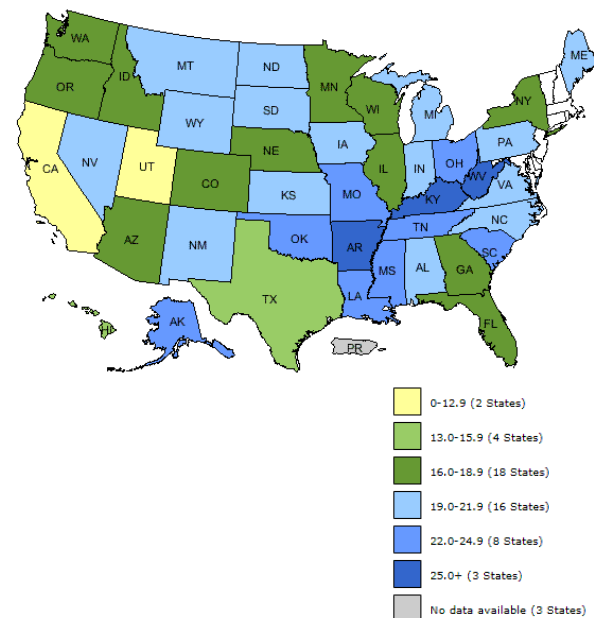 WA
ME
MT
ND
ID
MN
OR
WI
NY
SD
MI
WY
IA
PA
NE
OH
NV
IL
IN
UT
WV
CA
CO
VA
MO
KS
KY
NC
TN
OK
AZ
AR
SC
NM
MS
AL
GA
LA
TX
FL
AK
HI
PR
0-12.9 (2 States)
13.0-15.9 (4 States)
16.0-18.9 (18 States)
19.0-21.9 (16 States)
22.0-24.9 (8 States)
25.0+ (3 States)
No data available (3 States)